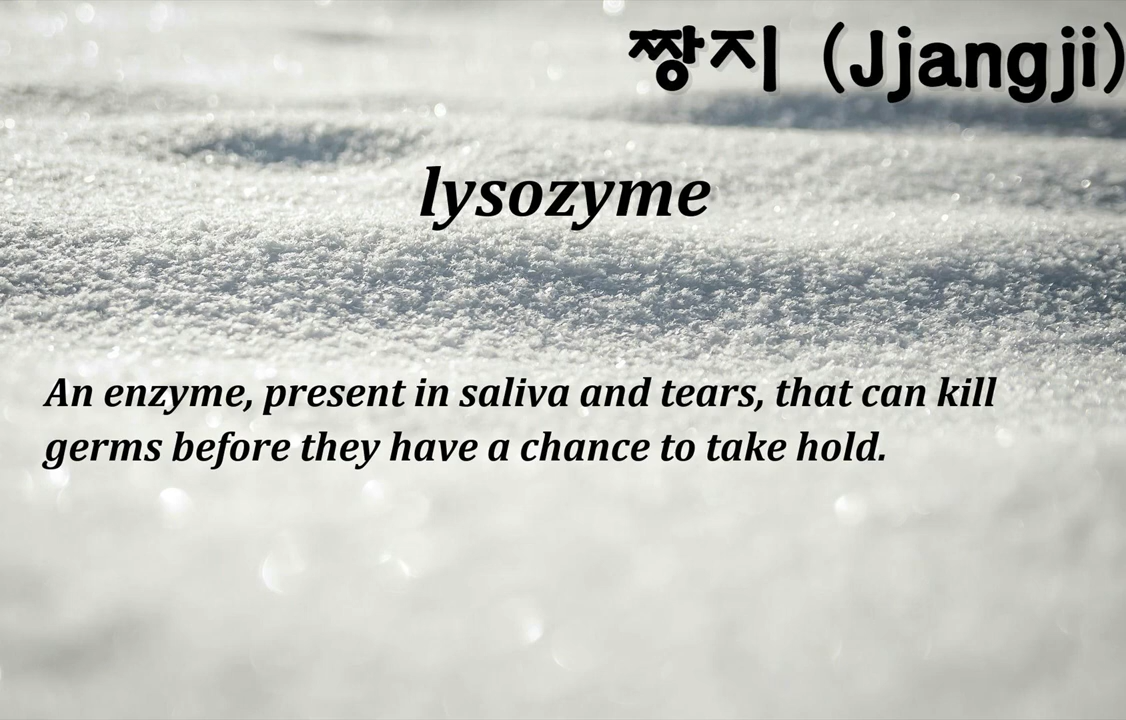 짱지 (Jjangji)
lysozyme
An enzyme, present in saliva and tears, that can kill
germs before they have a chance to take hold.